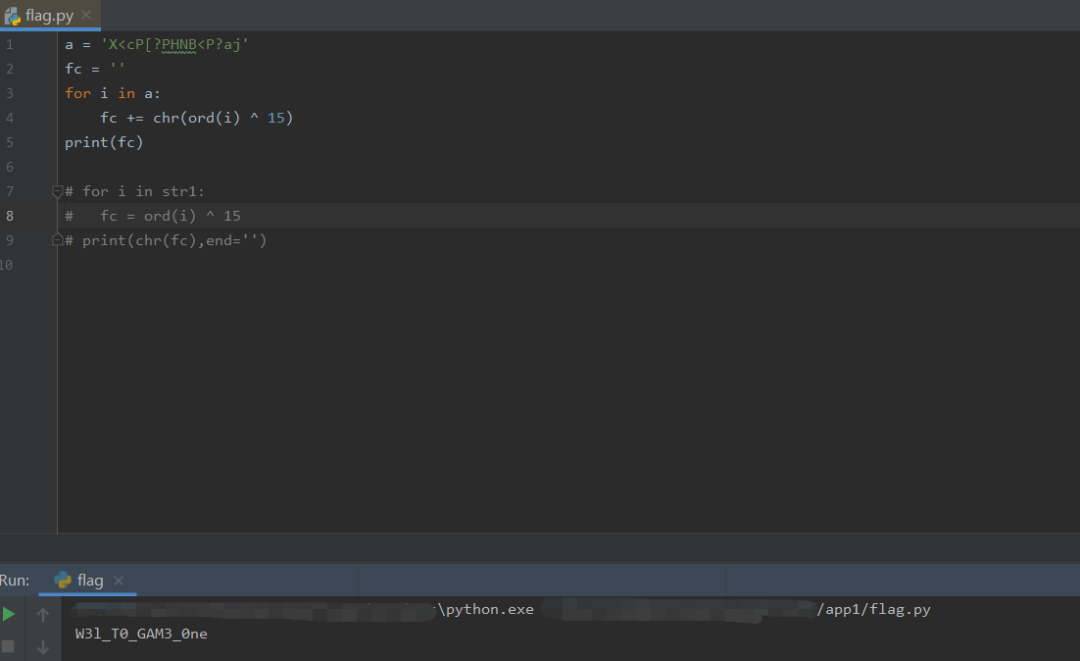 flag.py
1 a = 'X<cP[?PHNB<P?aj'
2 fc = ''
3 for i in a:
4     fc += chr(ord(i) ^ 15)
5 print(fc)
6
7 # for i in str1:
8 #   fc = ord(i) ^ 15
9 # print(chr(fc),end='')
10
Run: flag
\python.exe /app1/flag.py
W3l_T0_GAM3_0ne